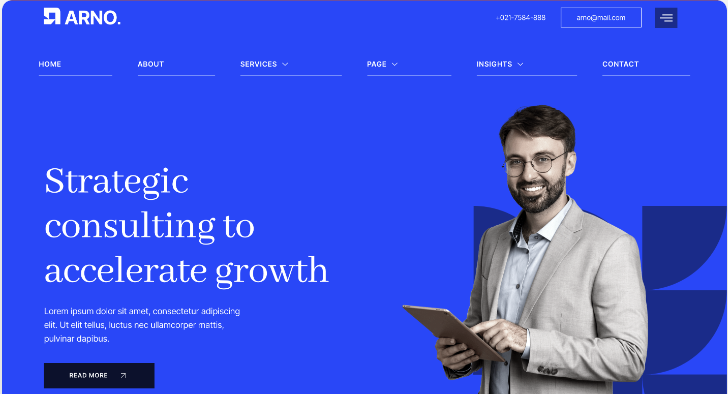 ARNO.
+021-7584-888
arno@mail.com
HOME
ABOUT
SERVICES
PAGE
INSIGHTS
CONTACT
Strategic
consulting to
accelerate growth
Lorem ipsum dolor sit amet, consectetur adipiscing
elit. Ut elit tellus, luctus nec ullamcorper mattis,
pulvinar dapibus.
READ MORE